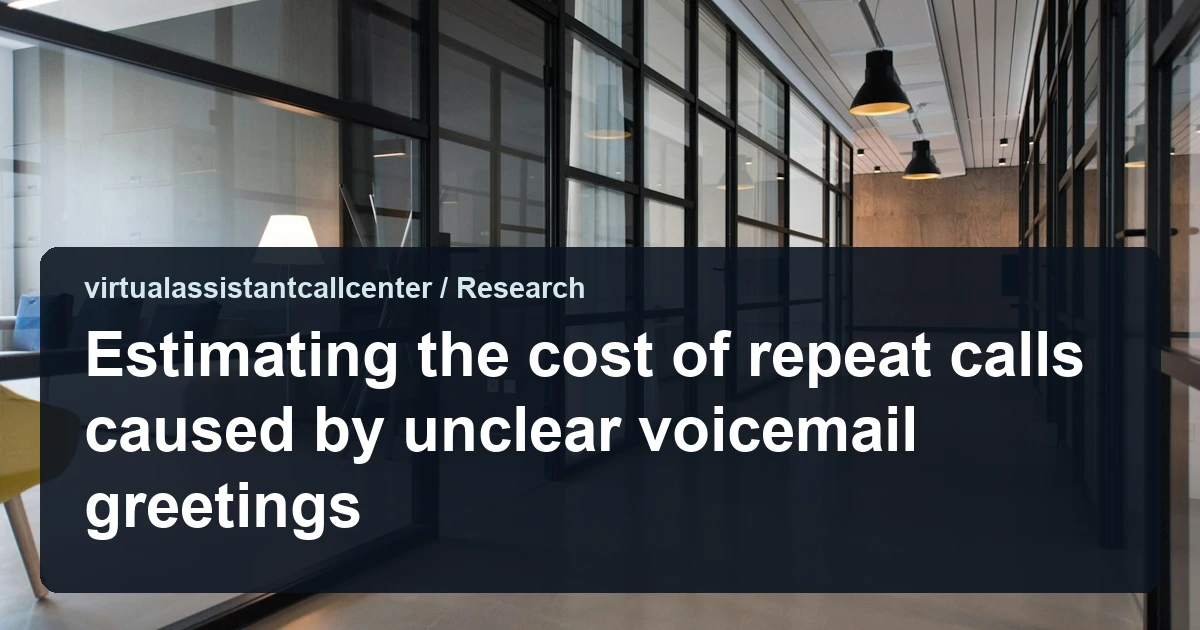 virtualassistantcallcenter / Research
Estimating the cost of repeat calls
caused by unclear voicemail
greetings